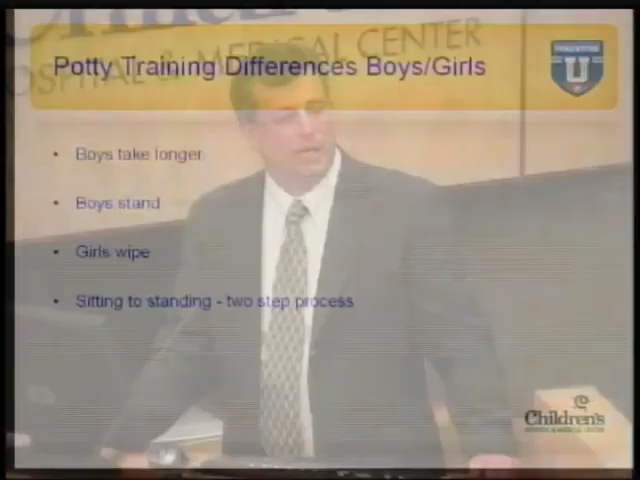 HOSPITAL & MEDICAL CENTER
Potty Training Differences Boys/Girls
U
• Boys take longer
• Boys stand
• Girls wipe
• Sitting to standing - two step process
Children's